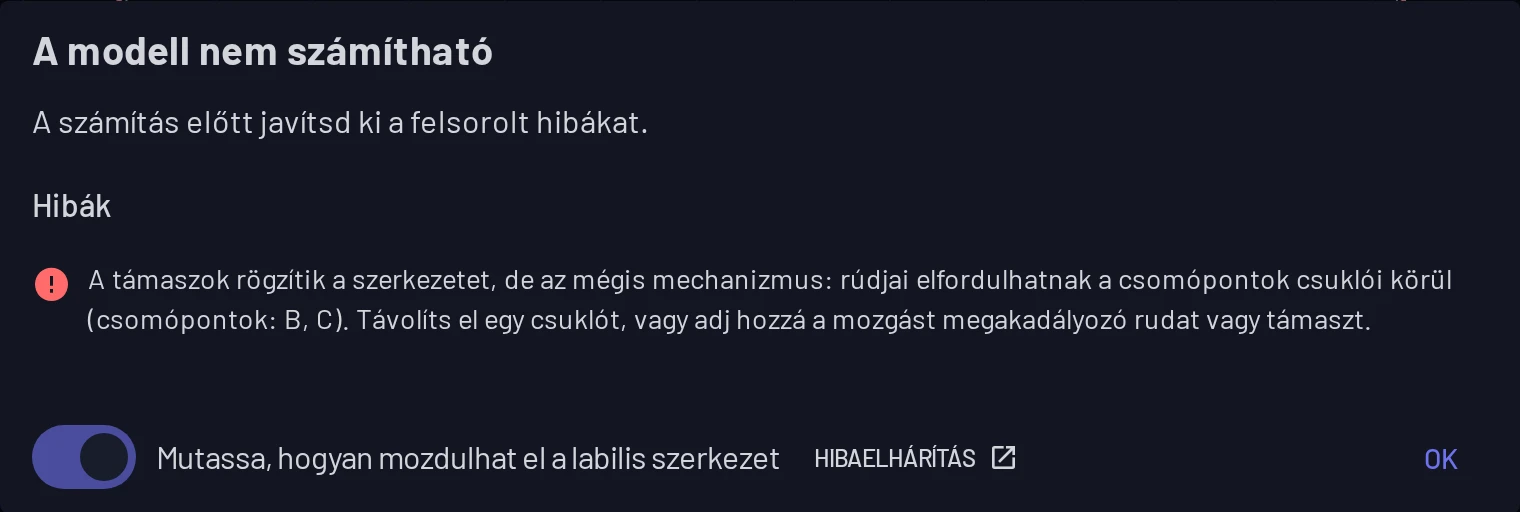 A modell nem számítható
A számítás előtt javítsd ki a felsorolt hibákat.
Hibák
A támaszok rögzítik a szerkezetet, de az mégis mechanizmus: rúdjai elfordulhatnak a csomópontok csuklói körül
(csomópontok: B, C). Távolíts el egy csuklót, vagy adj hozzá a mozgást megakadályozó rudat vagy támaszt.
Mutassa, hogyan mozdulhat el a labilis szerkezet HIBAELHÁRÍTÁS OK